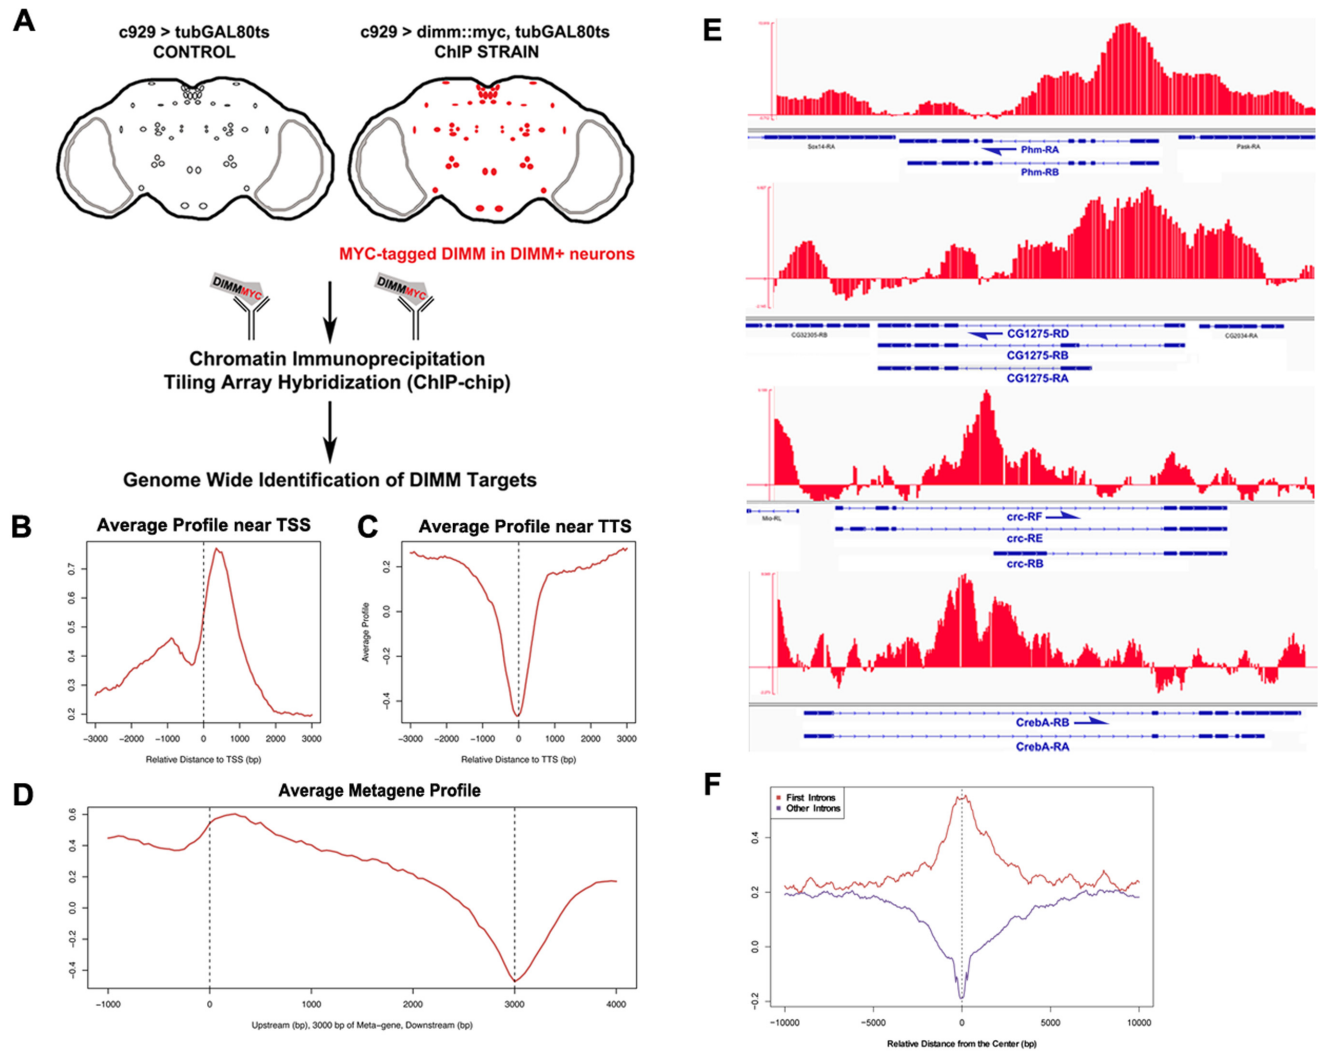 A
c929 > tubGAL80ts
CONTROL
c929 > dimm::myc, tubGAL80ts
ChIP STRAIN
MYC-tagged DIMM in DIMM+ neurons
DIMMMYC
DIMMMYC
Chromatin Immunoprecipitation
Tiling Array Hybridization (ChIP-chip)
Genome Wide Identification of DIMM Targets
B
Average Profile near TSS
0.7
0.6
0.5
0.4
0.3
0.2
−3000 −2000 −1000 0 1000 2000 3000
Relative Distance to TSS (bp)
C
Average Profile near TTS
Average Profile
0.2
0.0
−0.2
−0.4
−3000 −2000 −1000 0 1000 2000 3000
Relative Distance to TTS (bp)
D
Average Metagene Profile
0.6
0.4
0.2
0.0
−0.2
−0.4
−1000 0 1000 2000 3000 4000
Upstream (bp), 3000 bp of Meta−gene, Downstream (bp)
E
Sox14-RA
Phm-RA
Pask-RA
Phm-RB
CG32305-RB
CG1275-RD
CG2034-RA
CG1275-RB
CG1275-RA
Mio-RL
crc-RF
crc-RE
crc-RB
CrebA-RB
CrebA-RA
F
First Introns
Other Introns
0.4
0.2
0.0
−0.2
−10000 −5000 0 5000 10000
Relative Distance from the Center (bp)